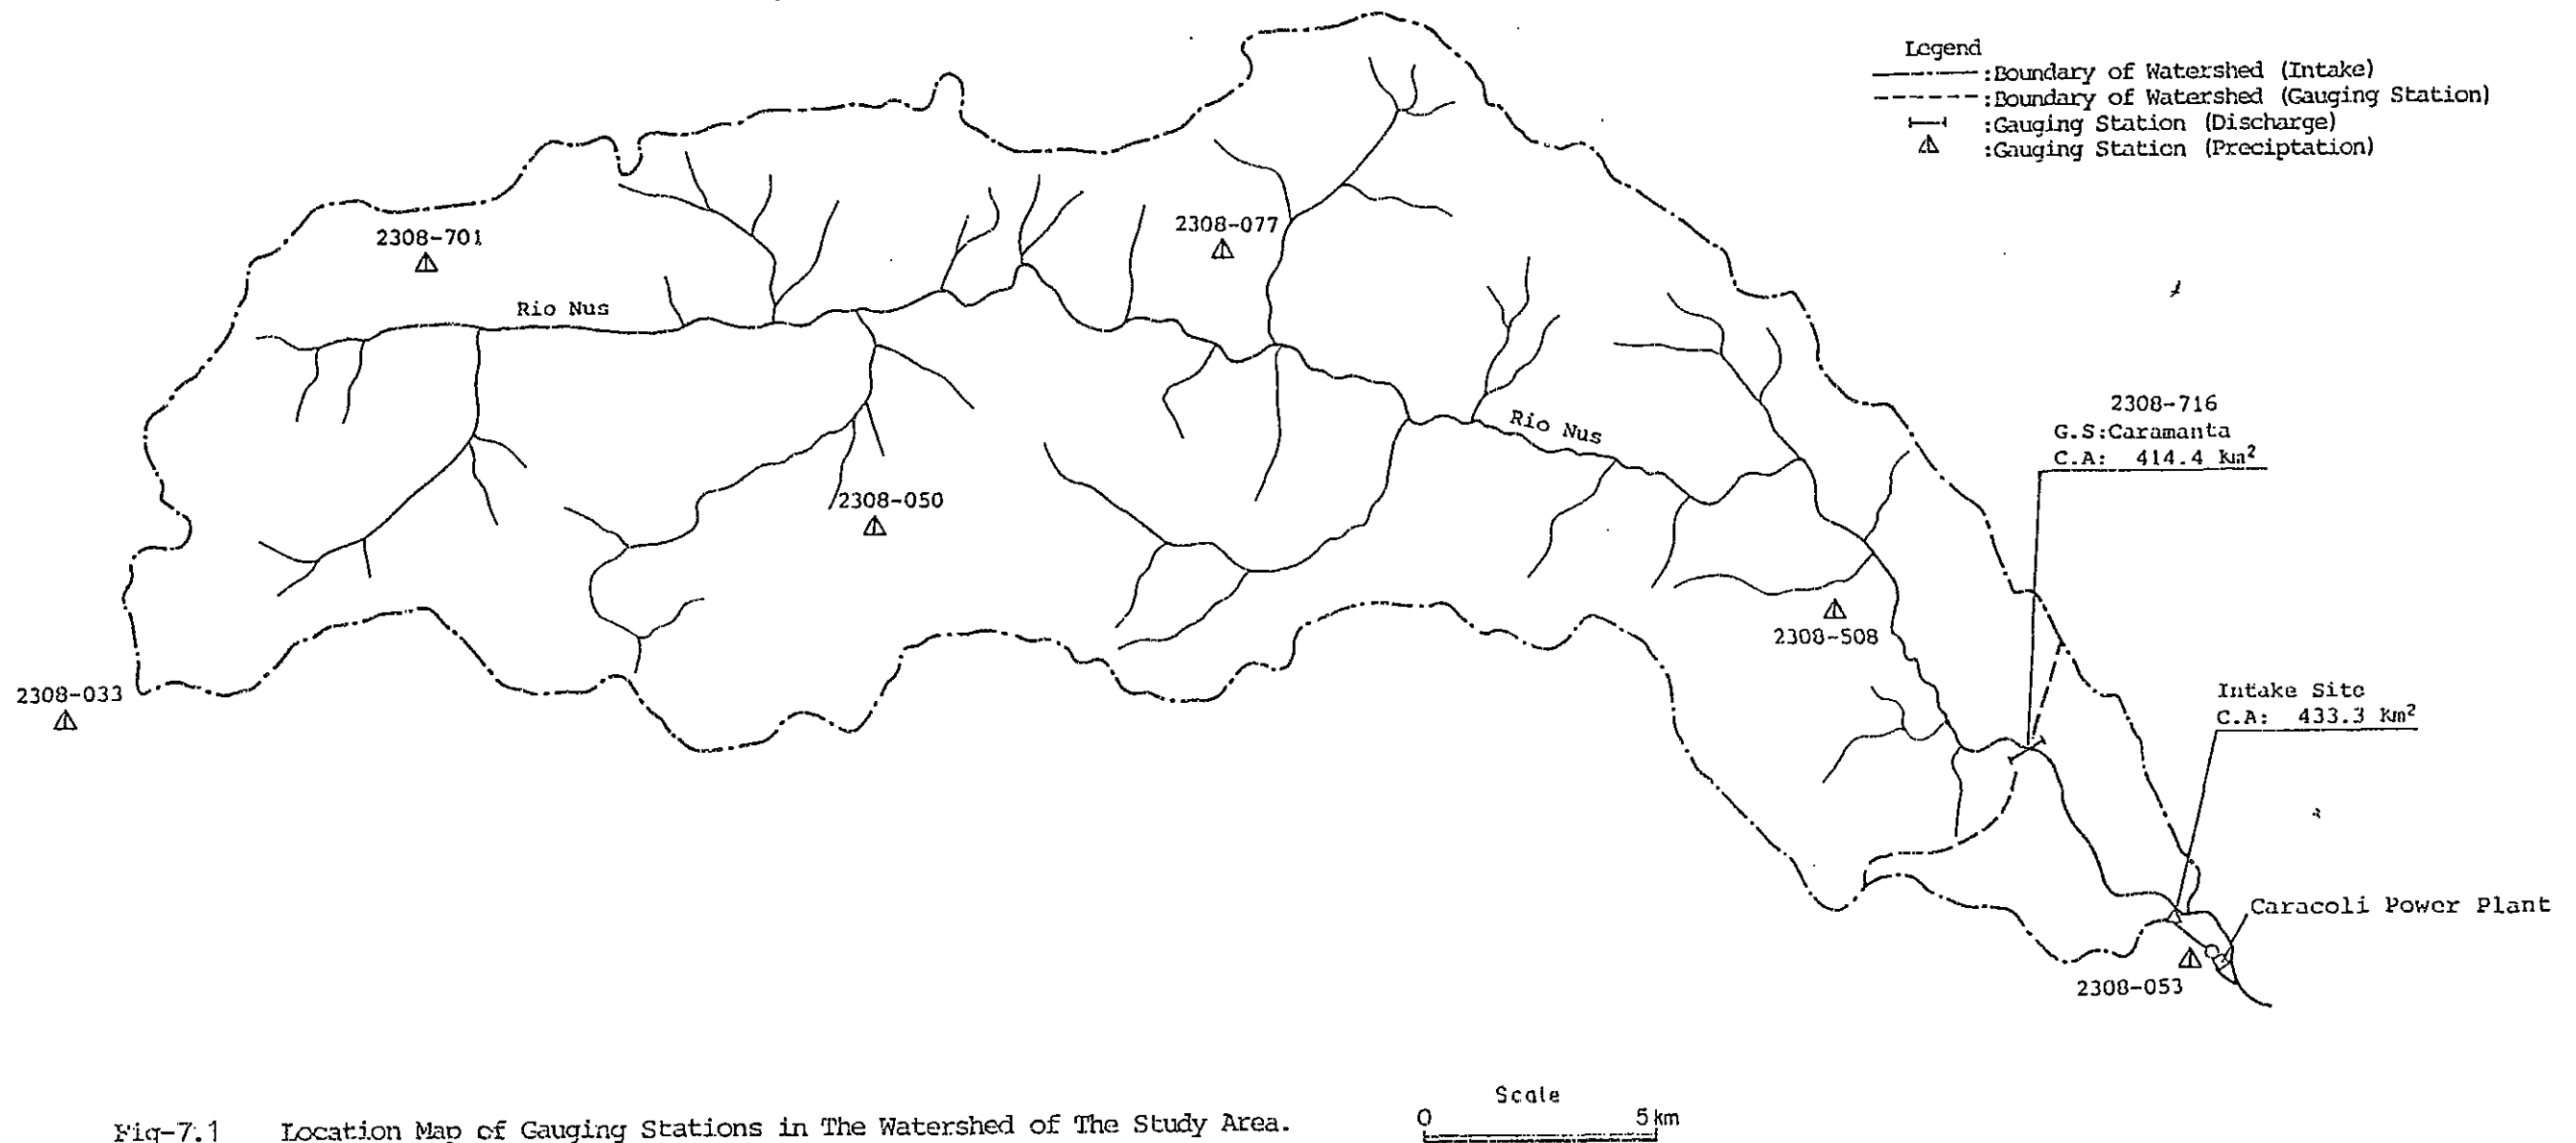 Legend
:Boundary of Watershed (Intake)
:Boundary of Watershed (Gauging Station)
:Gauging Station (Discharge)
:Gauging Station (Preciptation)
2308-701
2308-077
Rio Nus
2308-716
G.S:Caramanta
C.A: 414.4 Km²
Rio Nus
2308-050
2308-508
2308-033
Intake Site
C.A: 433.3 Km²
Caracoli Power Plant
2308-053
Scale
0 5 km
Fig-7.1 Location Map of Gauging Stations in The Watershed of The Study Area.